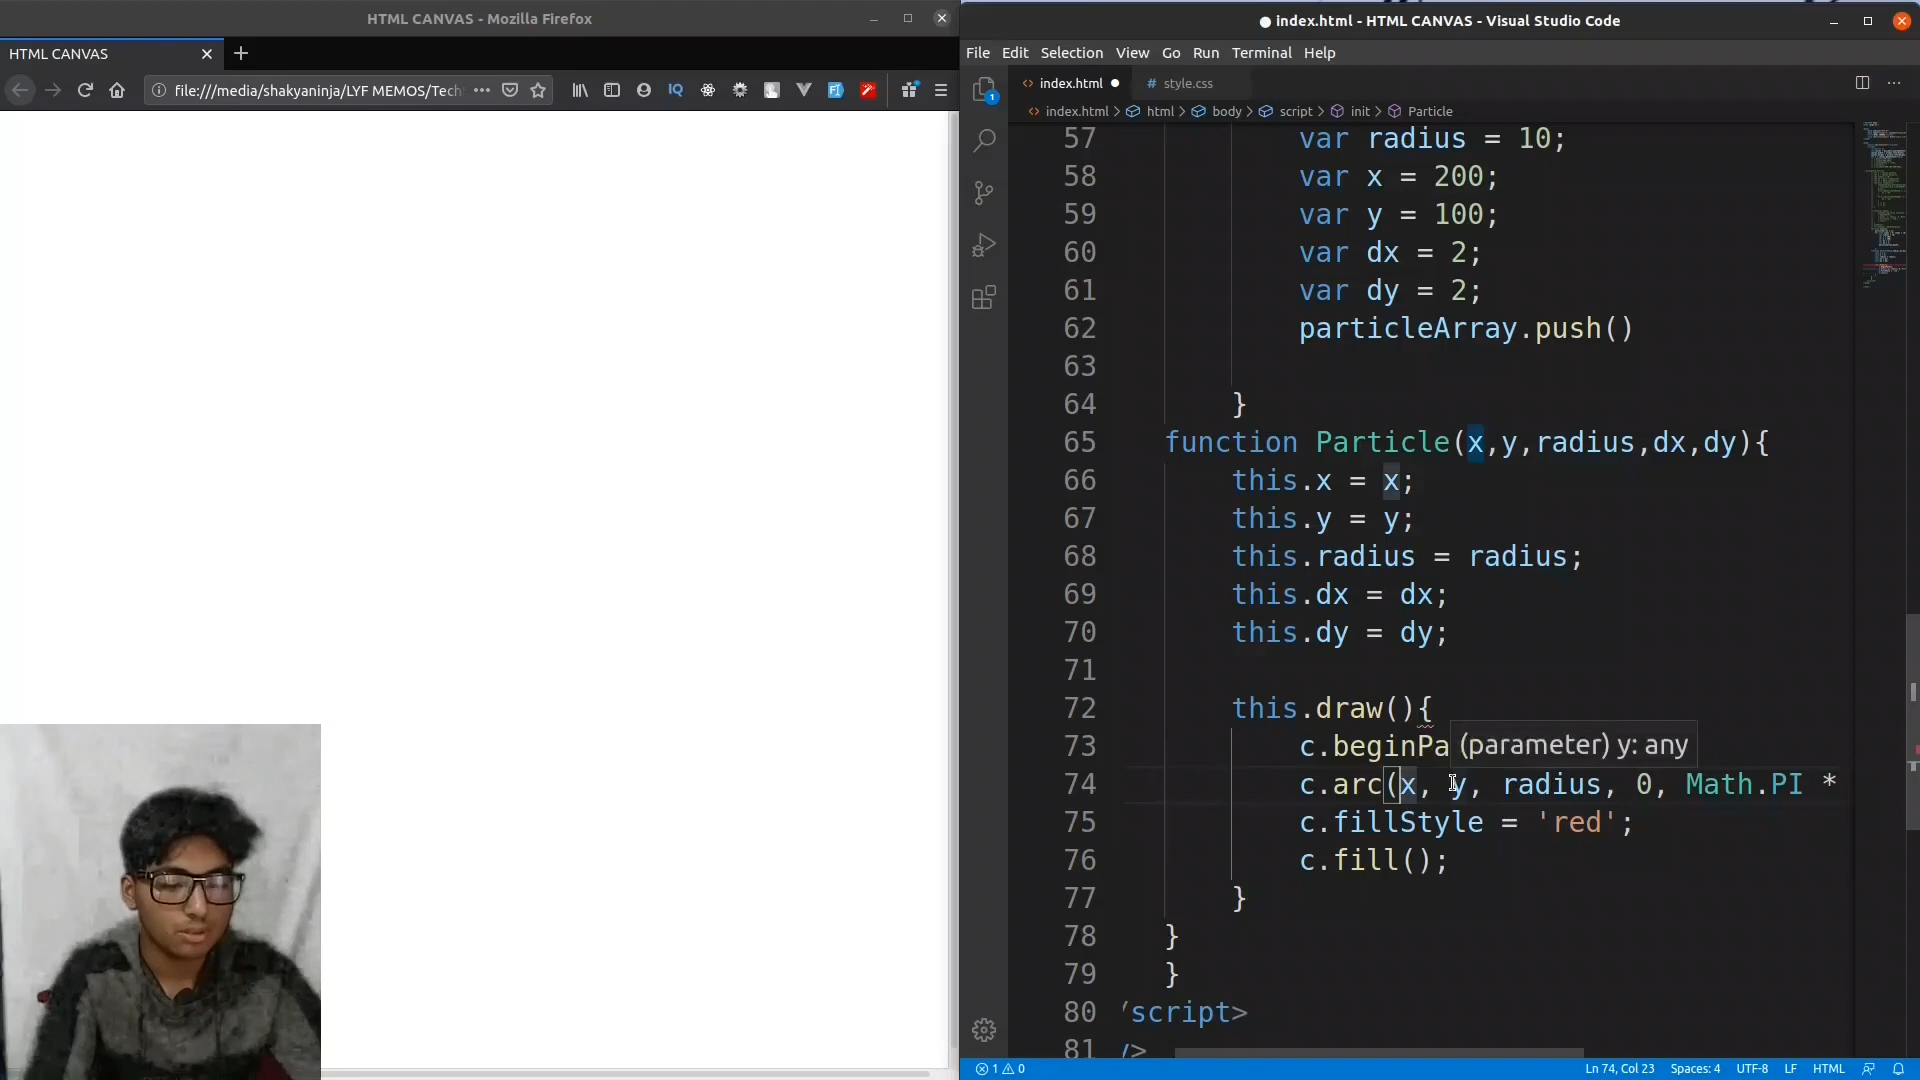 HTML CANVAS - Mozilla Firefox
HTML CANVAS
file:///media/shakyaninja/LYF MEMOS/Tech
● index.html - HTML CANVAS - Visual Studio Code
File Edit Selection View Go Run Terminal Help
index.html ●
# style.css
index.html > html > body > script > init > Particle
57 var radius = 10;
58 var x = 200;
59 var y = 100;
60 var dx = 2;
61 var dy = 2;
62 particleArray.push()
63
64 }
65 function Particle(x,y,radius,dx,dy){
66 this.x = x;
67 this.y = y;
68 this.radius = radius;
69 this.dx = dx;
70 this.dy = dy;
71
72 this.draw(){
73 c.beginPa
(parameter) y: any
74 c.arc(x, y, radius, 0, Math.PI *
75 c.fillStyle = 'red';
76 c.fill();
77 }
78 }
79 }
80 /script>
81 />
1 0
Ln 74, Col 23 Spaces: 4 UTF-8 LF HTML